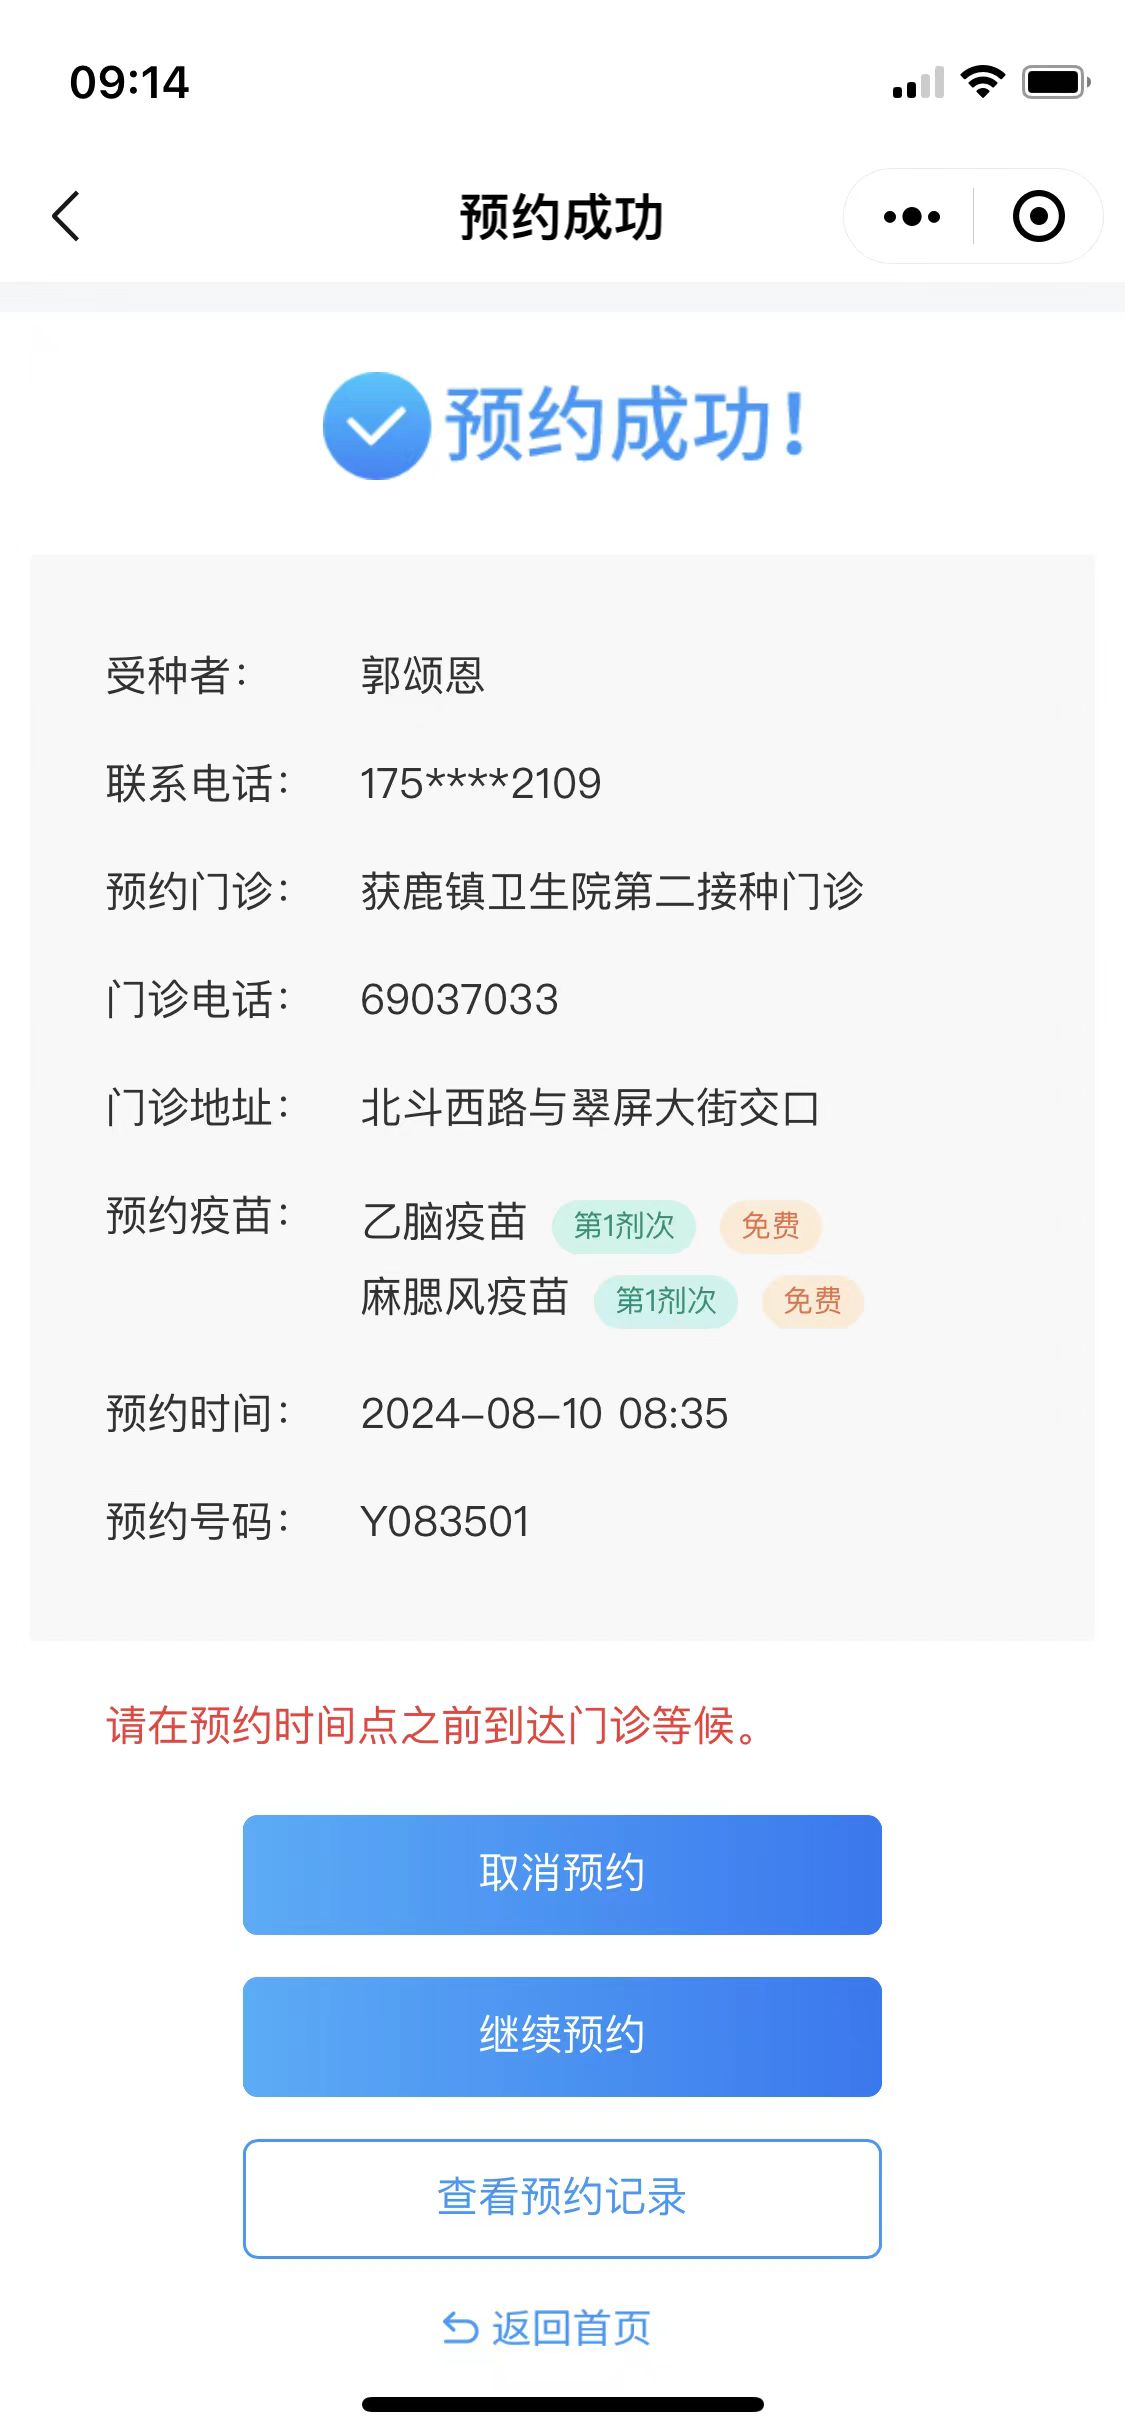 09:14
预约成功
预约成功!
受种者: 郭颂恩
联系电话: 175****2109
预约门诊: 获鹿镇卫生院第二接种门诊
门诊电话: 69037033
门诊地址: 北斗西路与翠屏大街交口
预约疫苗: 乙脑疫苗 第1剂次 免费
麻腮风疫苗 第1剂次 免费
预约时间: 2024-08-10 08:35
预约号码: Y083501
请在预约时间点之前到达门诊等候。
取消预约
继续预约
查看预约记录
返回首页